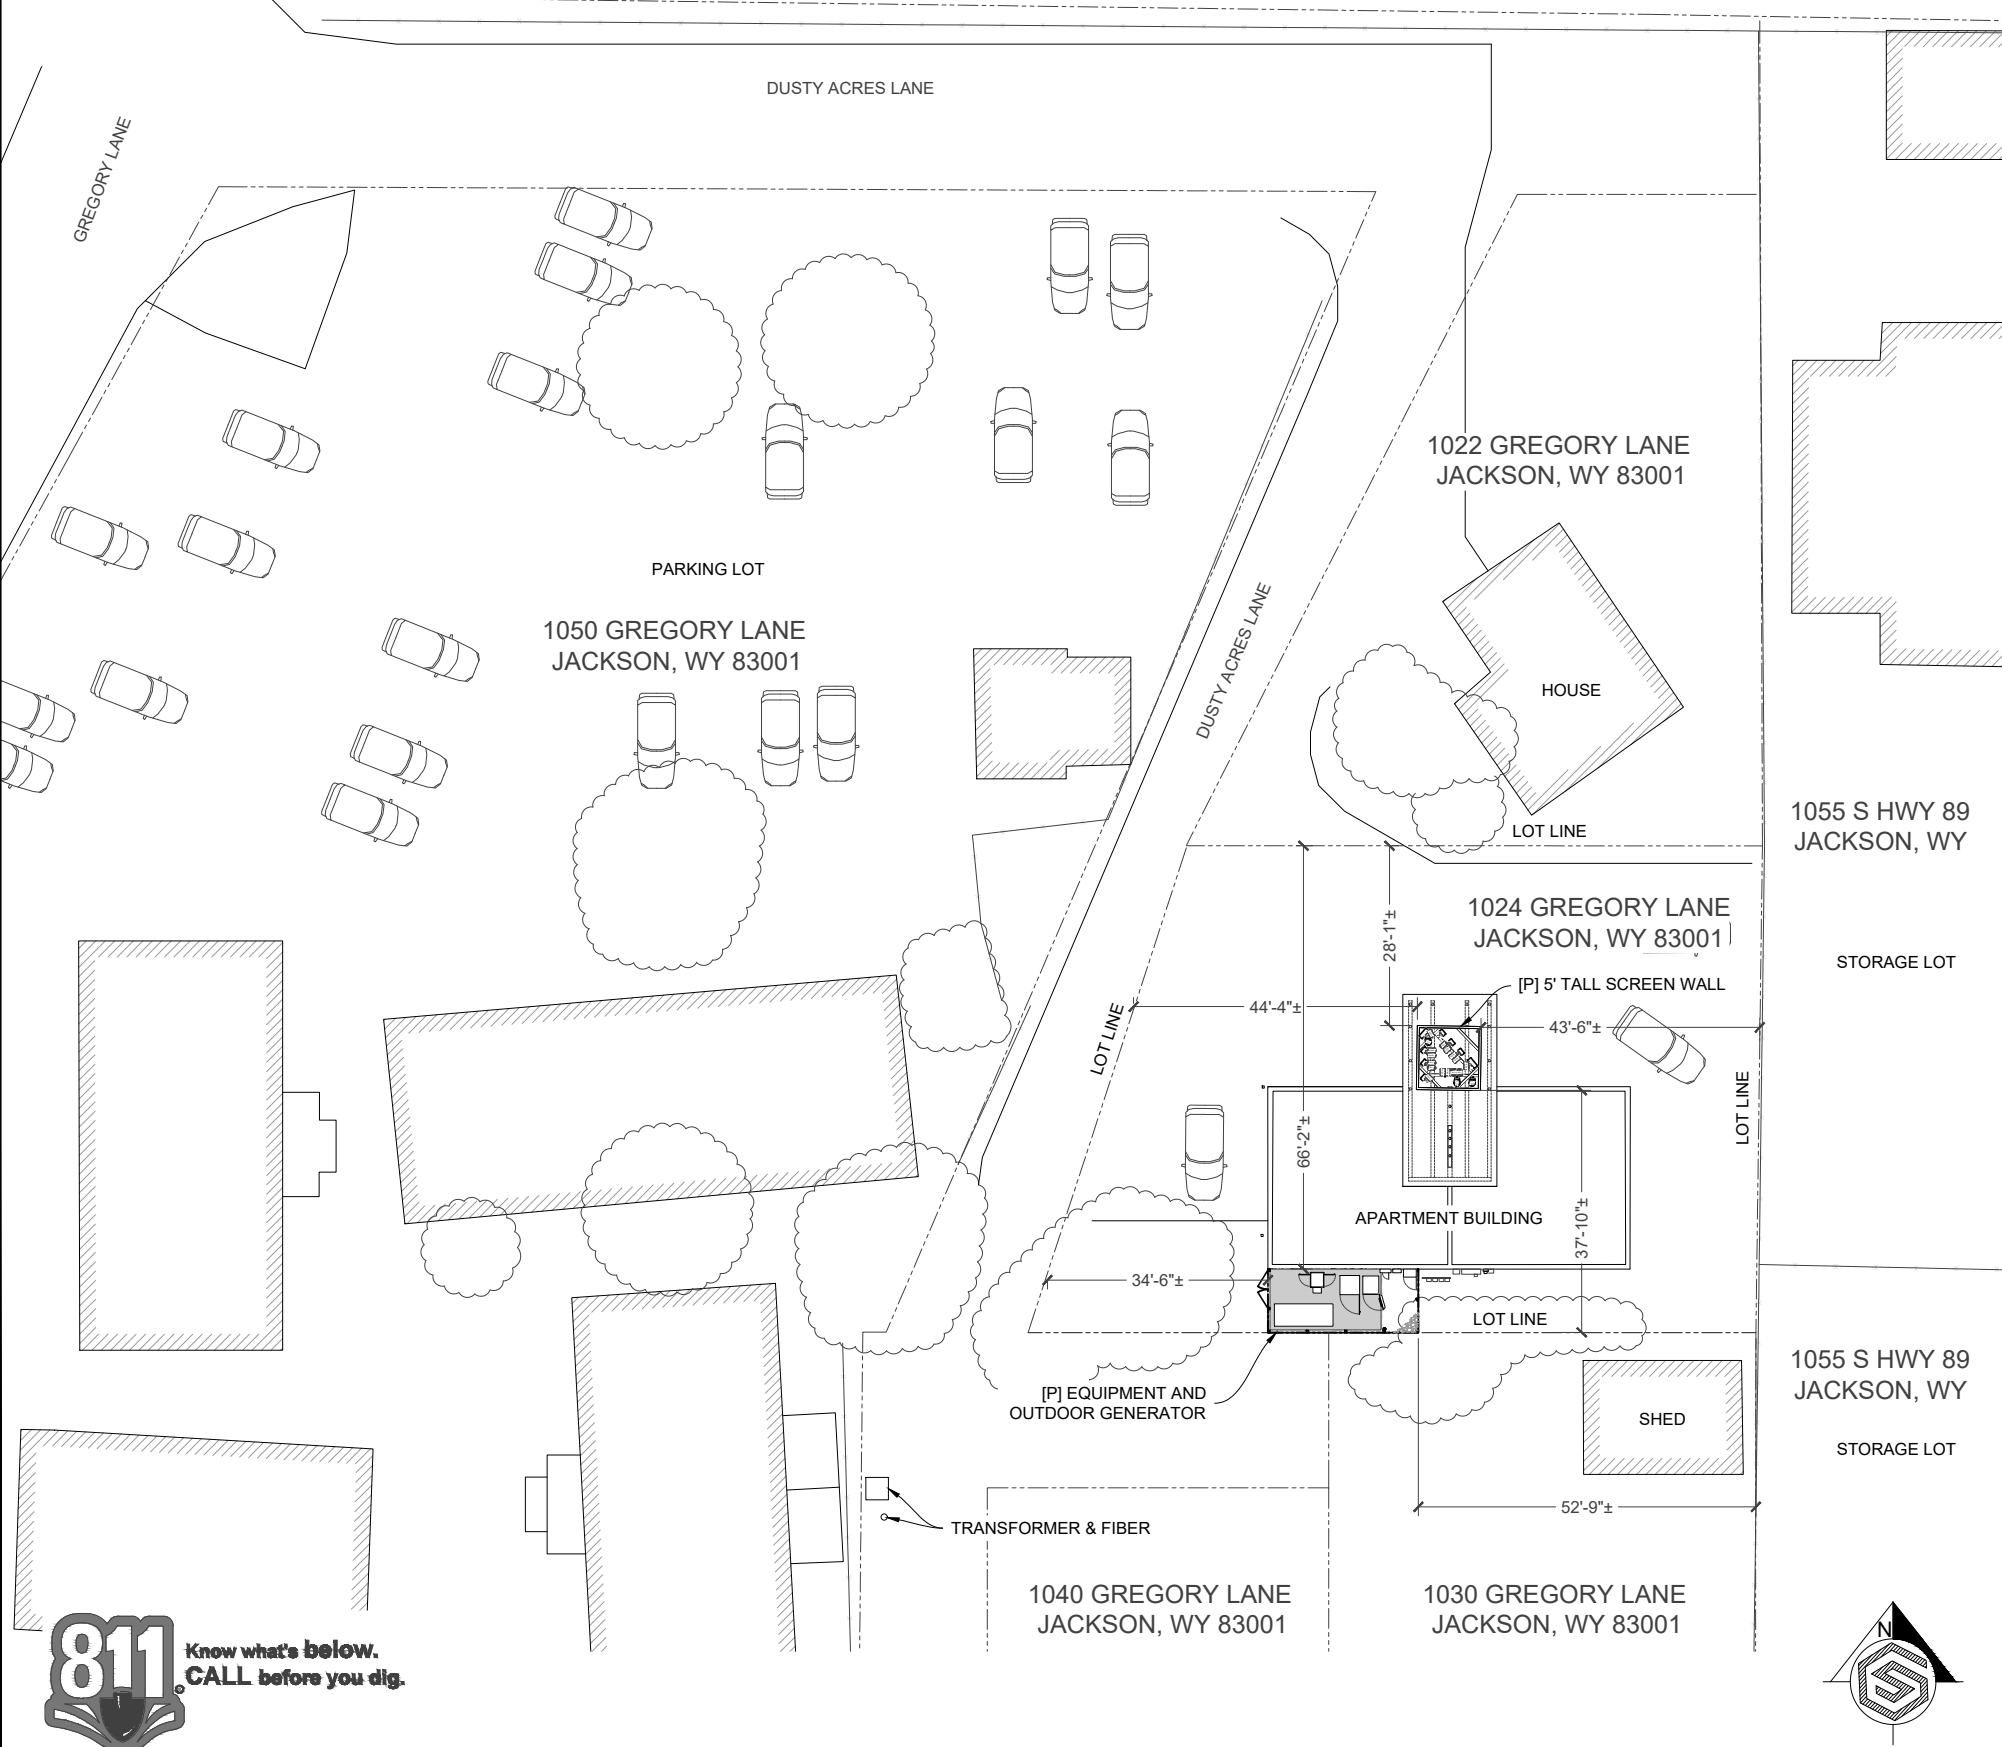 DUSTY ACRES LANE
GREGORY LANE
1022 GREGORY LANE
JACKSON, WY 83001
PARKING LOT
1050 GREGORY LANE
JACKSON, WY 83001
DUSTY ACRES LANE
HOUSE
LOT LINE
1055 S HWY 89
JACKSON, WY
1024 GREGORY LANE
JACKSON, WY 83001
28'-1"±
STORAGE LOT
[P] 5' TALL SCREEN WALL
44'-4"±
43'-6"±
LOT LINE
LOT LINE
66'-2"±
APARTMENT BUILDING
37'-10"±
34'-6"±
LOT LINE
1055 S HWY 89
JACKSON, WY
[P] EQUIPMENT AND
OUTDOOR GENERATOR
SHED
STORAGE LOT
52'-9"±
TRANSFORMER & FIBER
1040 GREGORY LANE
JACKSON, WY 83001
1030 GREGORY LANE
JACKSON, WY 83001
N
811
Know what's below.
CALL before you dig.